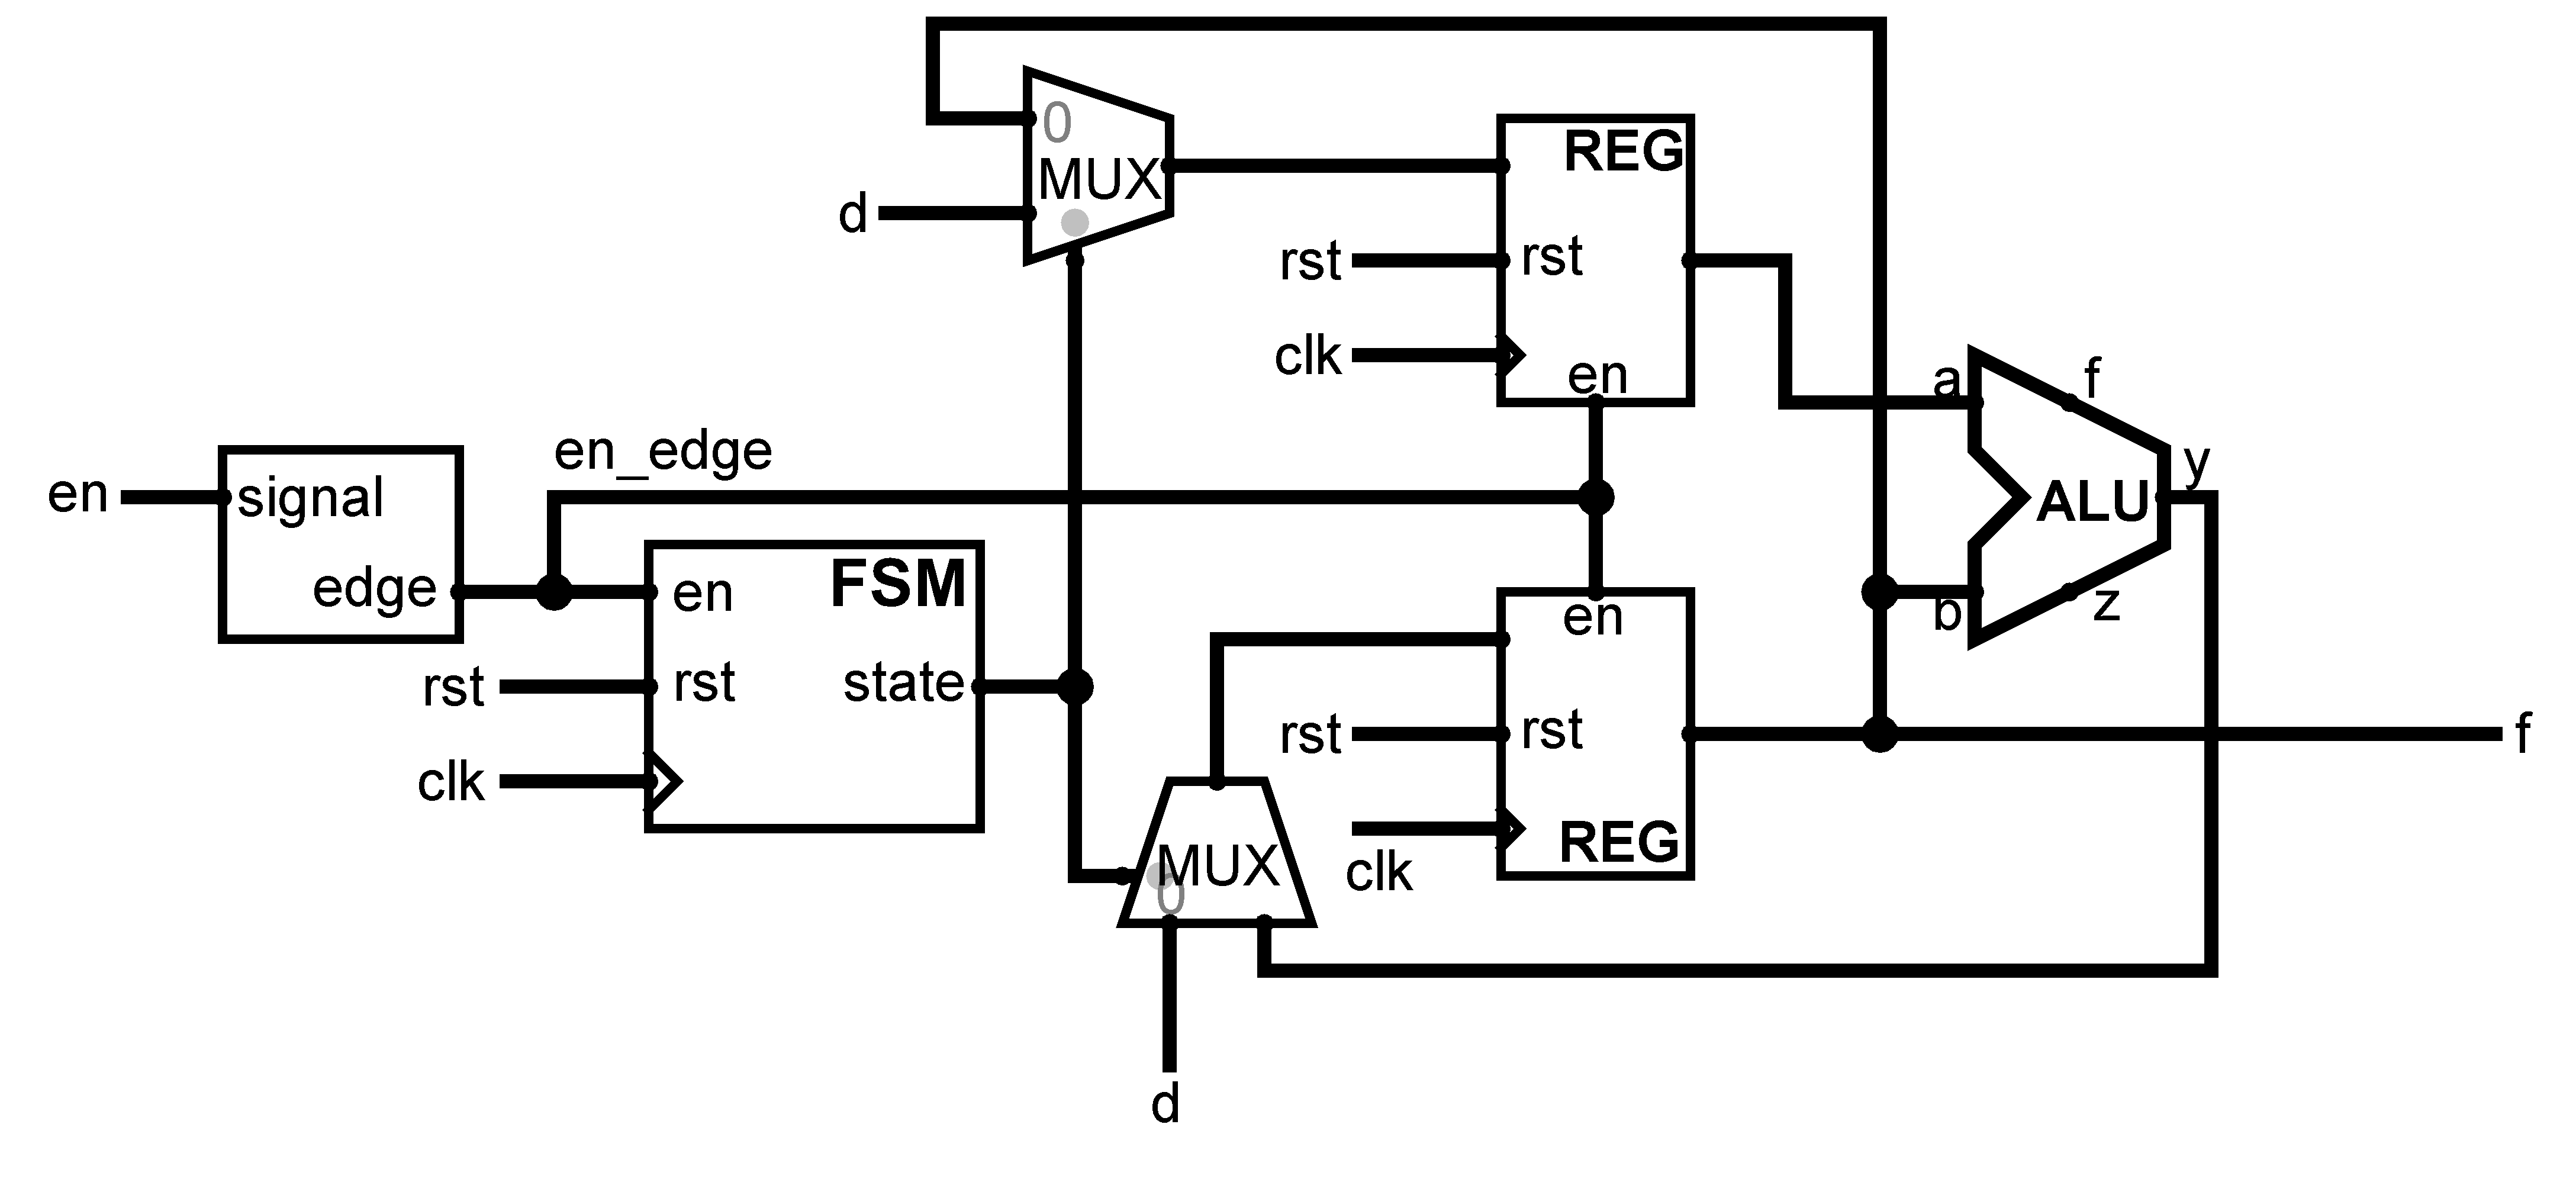 0
MUX
d
REG
rst
rst
clk
en
a
f
y
ALU
b
z
en_edge
en
signal
edge
FSM
en
rst
rst
state
clk
en
rst
rst
clk
REG
f
MUX
0
d